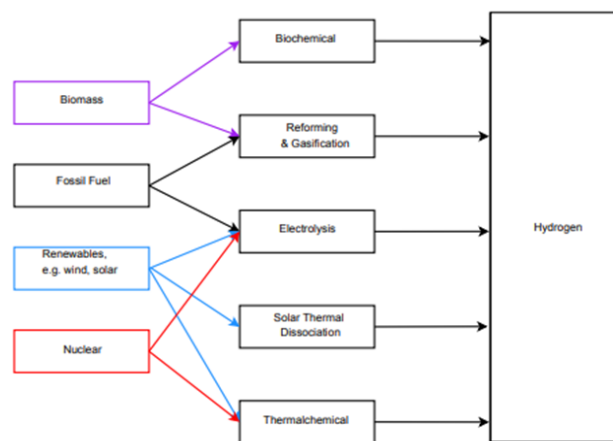 Biochemical
Biomass
Reforming
& Gasification
Fossil Fuel
Electrolysis
Hydrogen
Renewables,
e.g. wind, solar
Solar Thermal
Dissociation
Nuclear
Thermalchemical